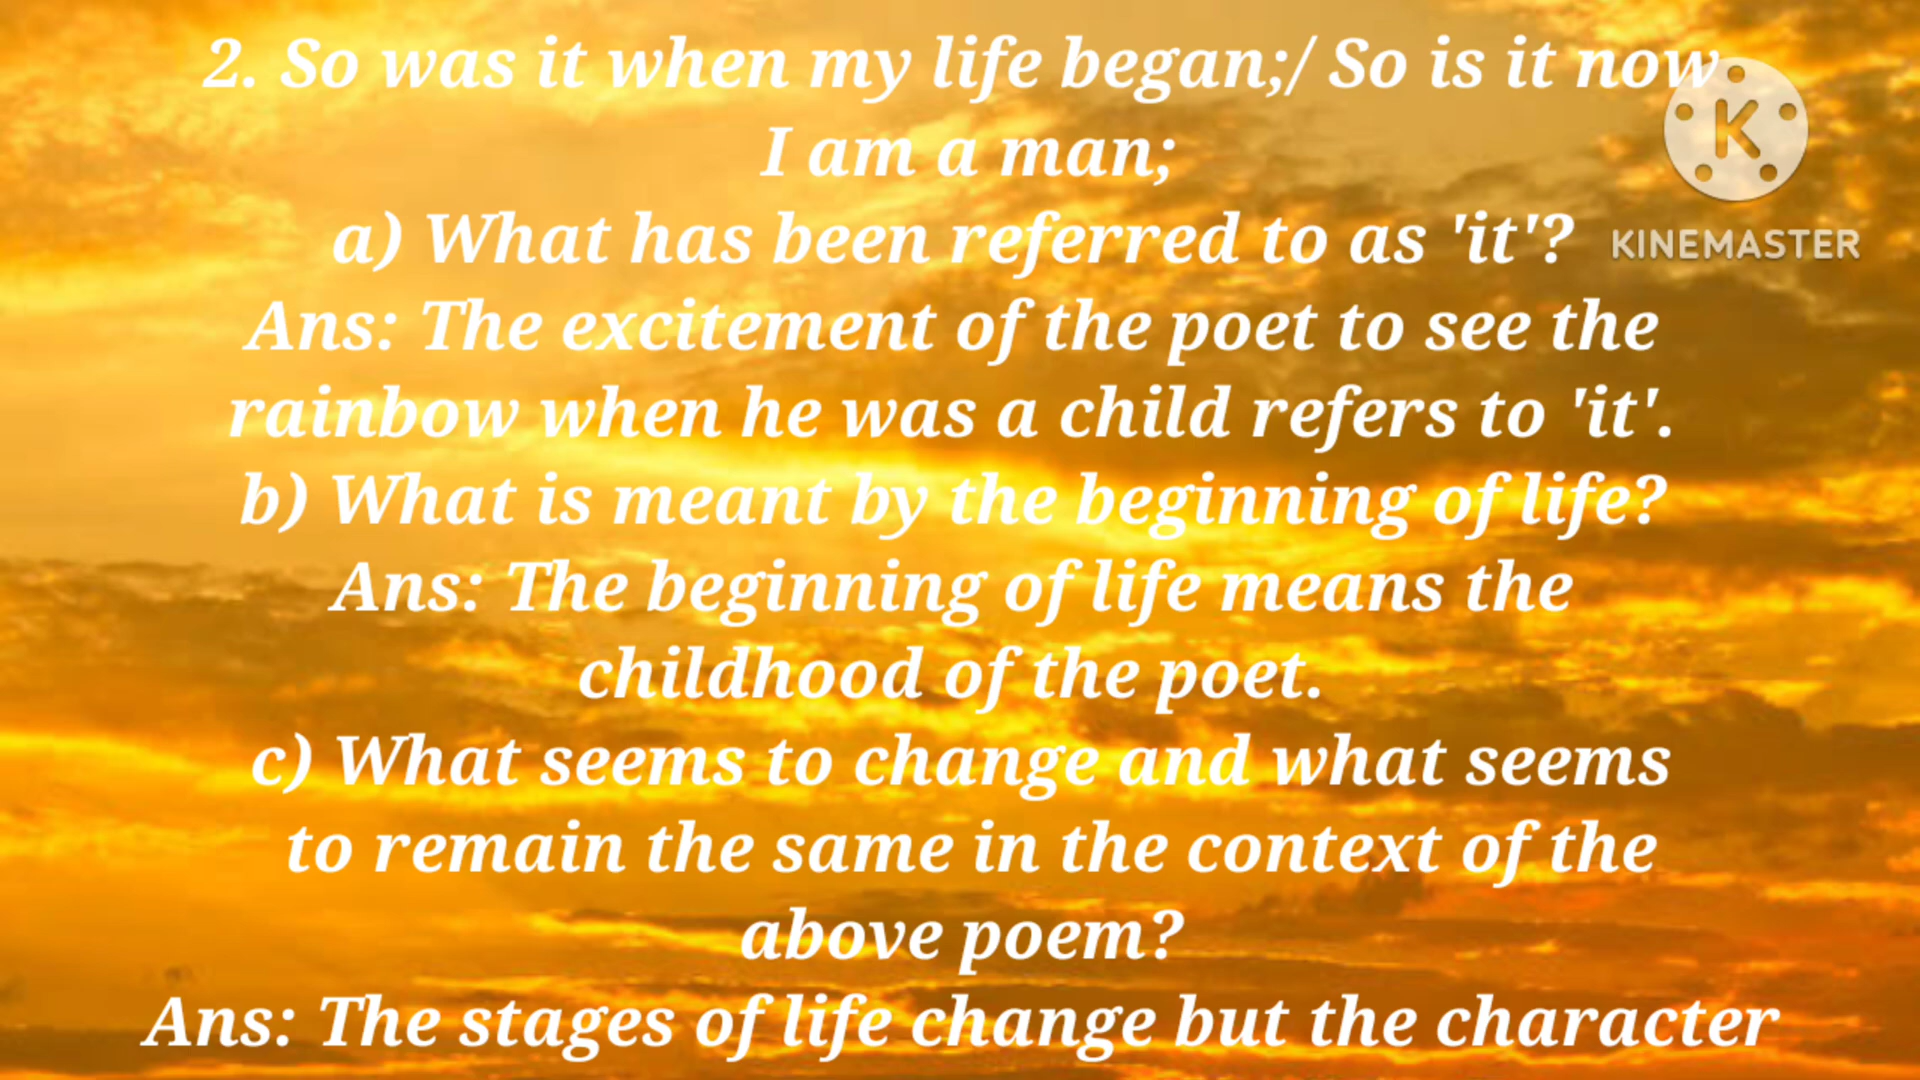 2. So was it when my life began;/ So is it now
I am a man;
a) What has been referred to as 'it'?
KINEMASTER
Ans: The excitement of the poet to see the
rainbow when he was a child refers to 'it'.
b) What is meant by the beginning of life?
Ans: The beginning of life means the
childhood of the poet.
c) What seems to change and what seems
to remain the same in the context of the
above poem?
Ans: The stages of life change but the character